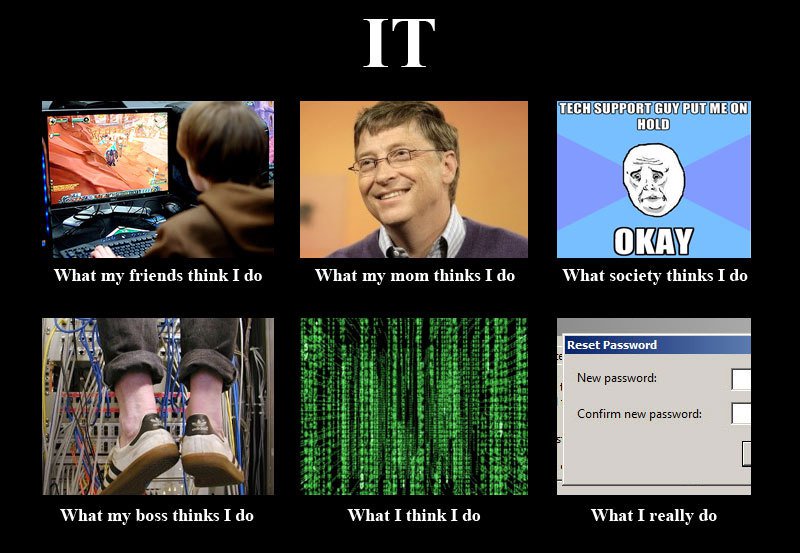 IT
TECH SUPPORT GUY PUT ME ON
HOLD
OKAY
What my friends think I do
What my mom thinks I do
What society thinks I do
Reset Password
New password:
Confirm new password:
What my boss thinks I do
What I think I do
What I really do